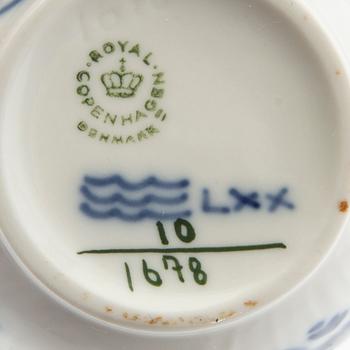 ROYAL
COPENHAGEN
DENMARK
LXX
10
1678